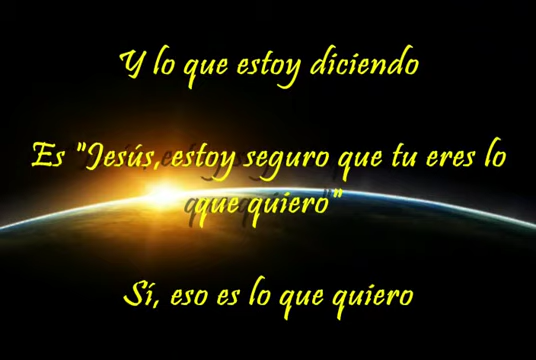 Y lo que estoy diciendo
Es "Jesús, estoy seguro que tu eres lo
que quiero"
Sí, eso es lo que quiero